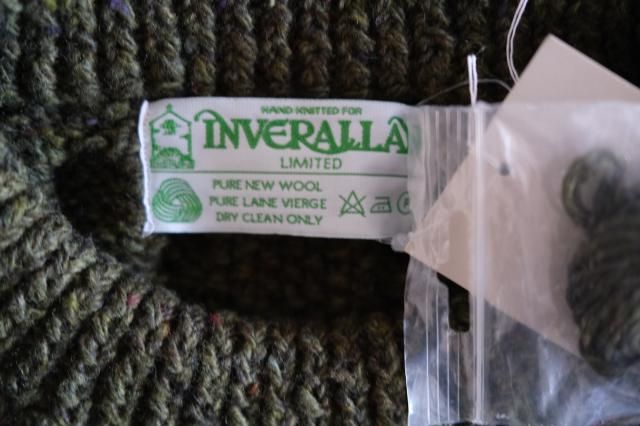 HAND KNITTED FOR
INVERALLA
LIMITED
PURE NEW WOOL
PURE LAINE VIERGE
DRY CLEAN ONLY